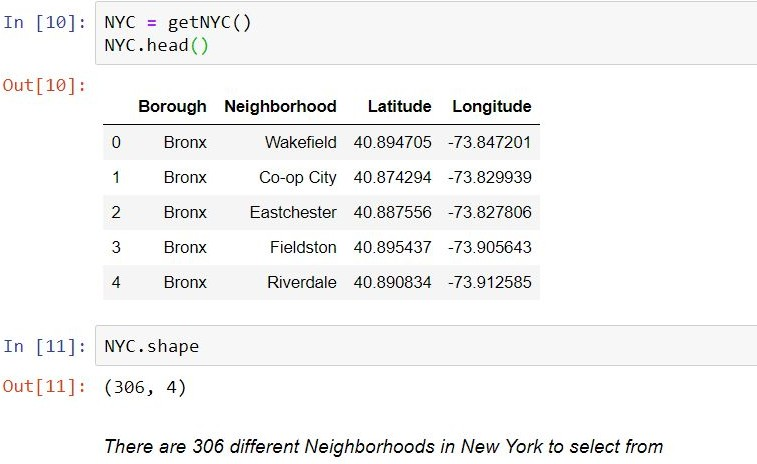 In [10]: NYC = getNYC()
NYC.head()
Out[10]:
Borough Neighborhood Latitude Longitude
0 Bronx Wakefield 40.894705 -73.847201
1 Bronx Co-op City 40.874294 -73.829939
2 Bronx Eastchester 40.887556 -73.827806
3 Bronx Fieldston 40.895437 -73.905643
4 Bronx Riverdale 40.890834 -73.912585
In [11]: NYC.shape
Out[11]: (306, 4)
There are 306 different Neighborhoods in New York to select from